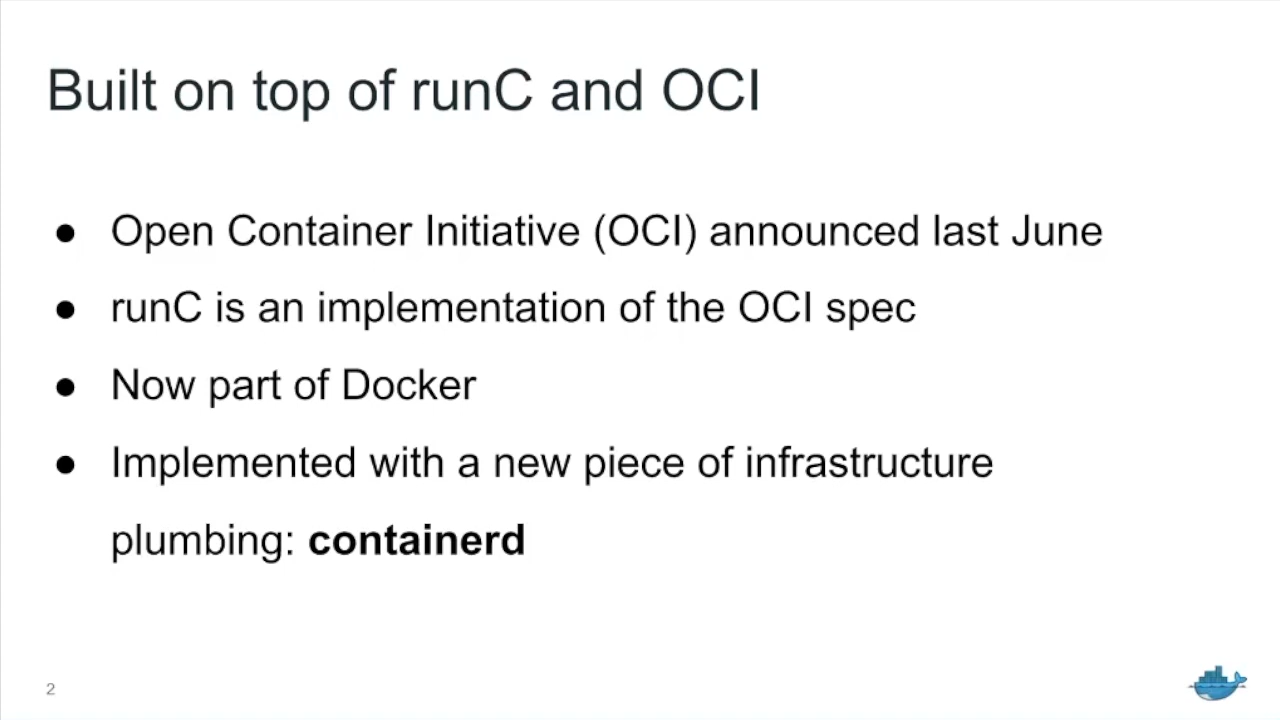 Built on top of runC and OCI
● Open Container Initiative (OCI) announced last June
● runC is an implementation of the OCI spec
● Now part of Docker
● Implemented with a new piece of infrastructure
plumbing: containerd
2